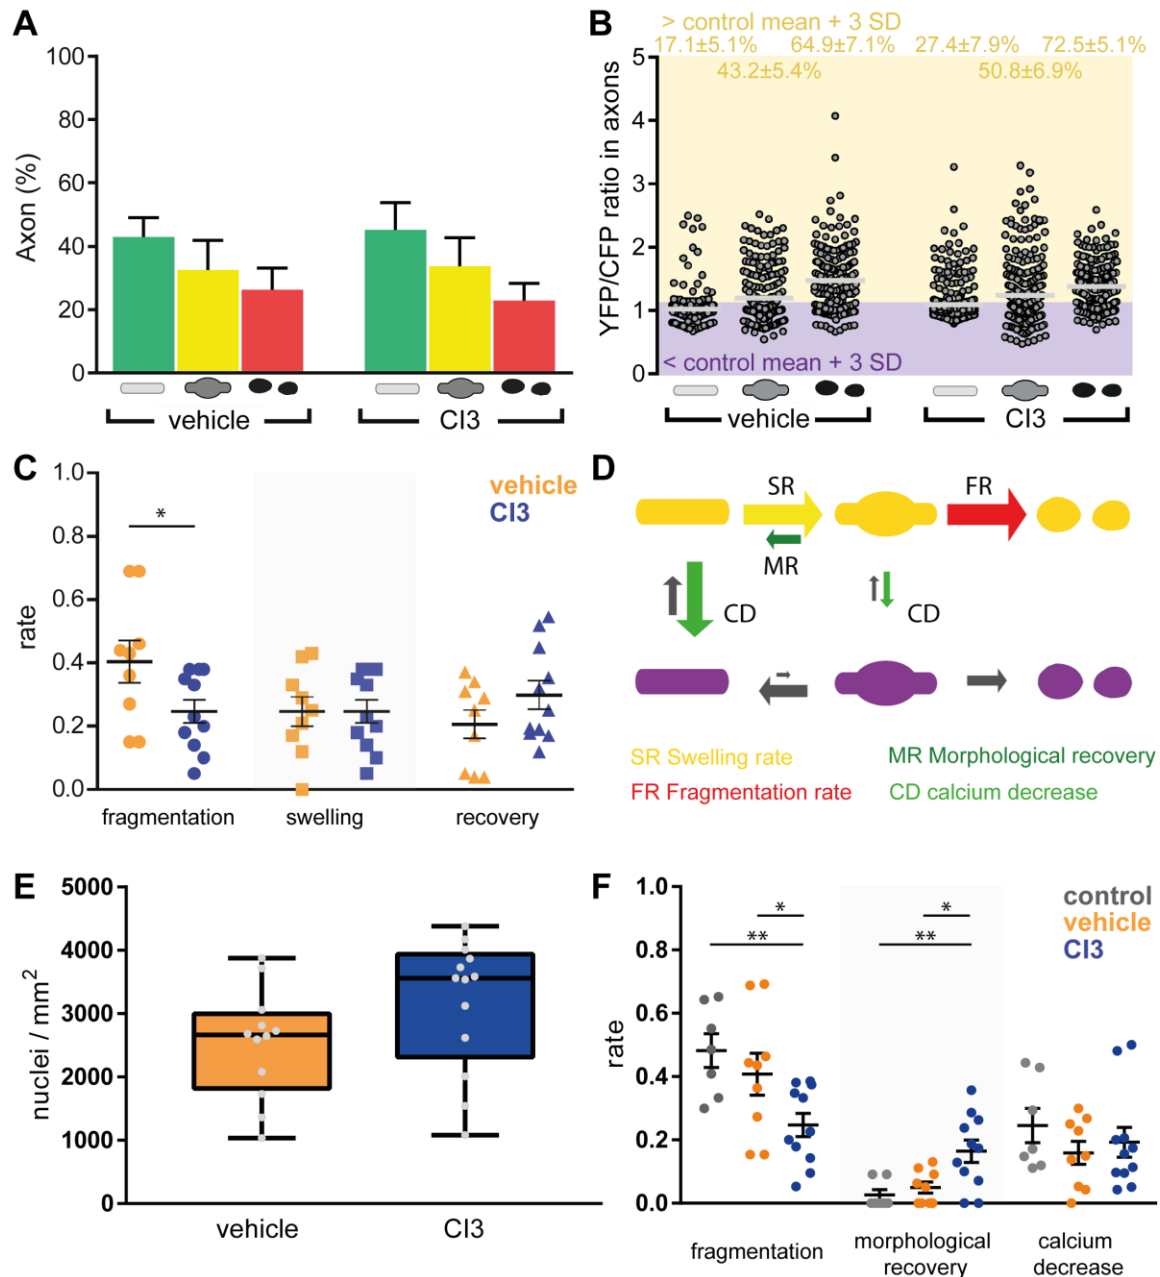 A
100
80
60
40
20
0
Axon (%)
vehicle
CI3
B
> control mean + 3 SD
17.1±5.1% 64.9±7.1% 27.4±7.9% 72.5±5.1%
43.2±5.4% 50.8±6.9%
5
4
3
2
1
0
YFP/CFP ratio in axons
< control mean + 3 SD
vehicle
CI3
C
1.0
0.8
0.6
0.4
0.2
0.0
rate
vehicle
CI3
*
fragmentation swelling recovery
D
SR
FR
MR
CD
CD
SR Swelling rate
MR Morphological recovery
FR Fragmentation rate
CD calcium decrease
E
5000
4000
3000
2000
1000
0
nuclei / mm²
vehicle
CI3
F
1.0
0.8
0.6
0.4
0.2
0.0
rate
control
vehicle
CI3
*
**
*
**
fragmentation
morphological
recovery
calcium
decrease